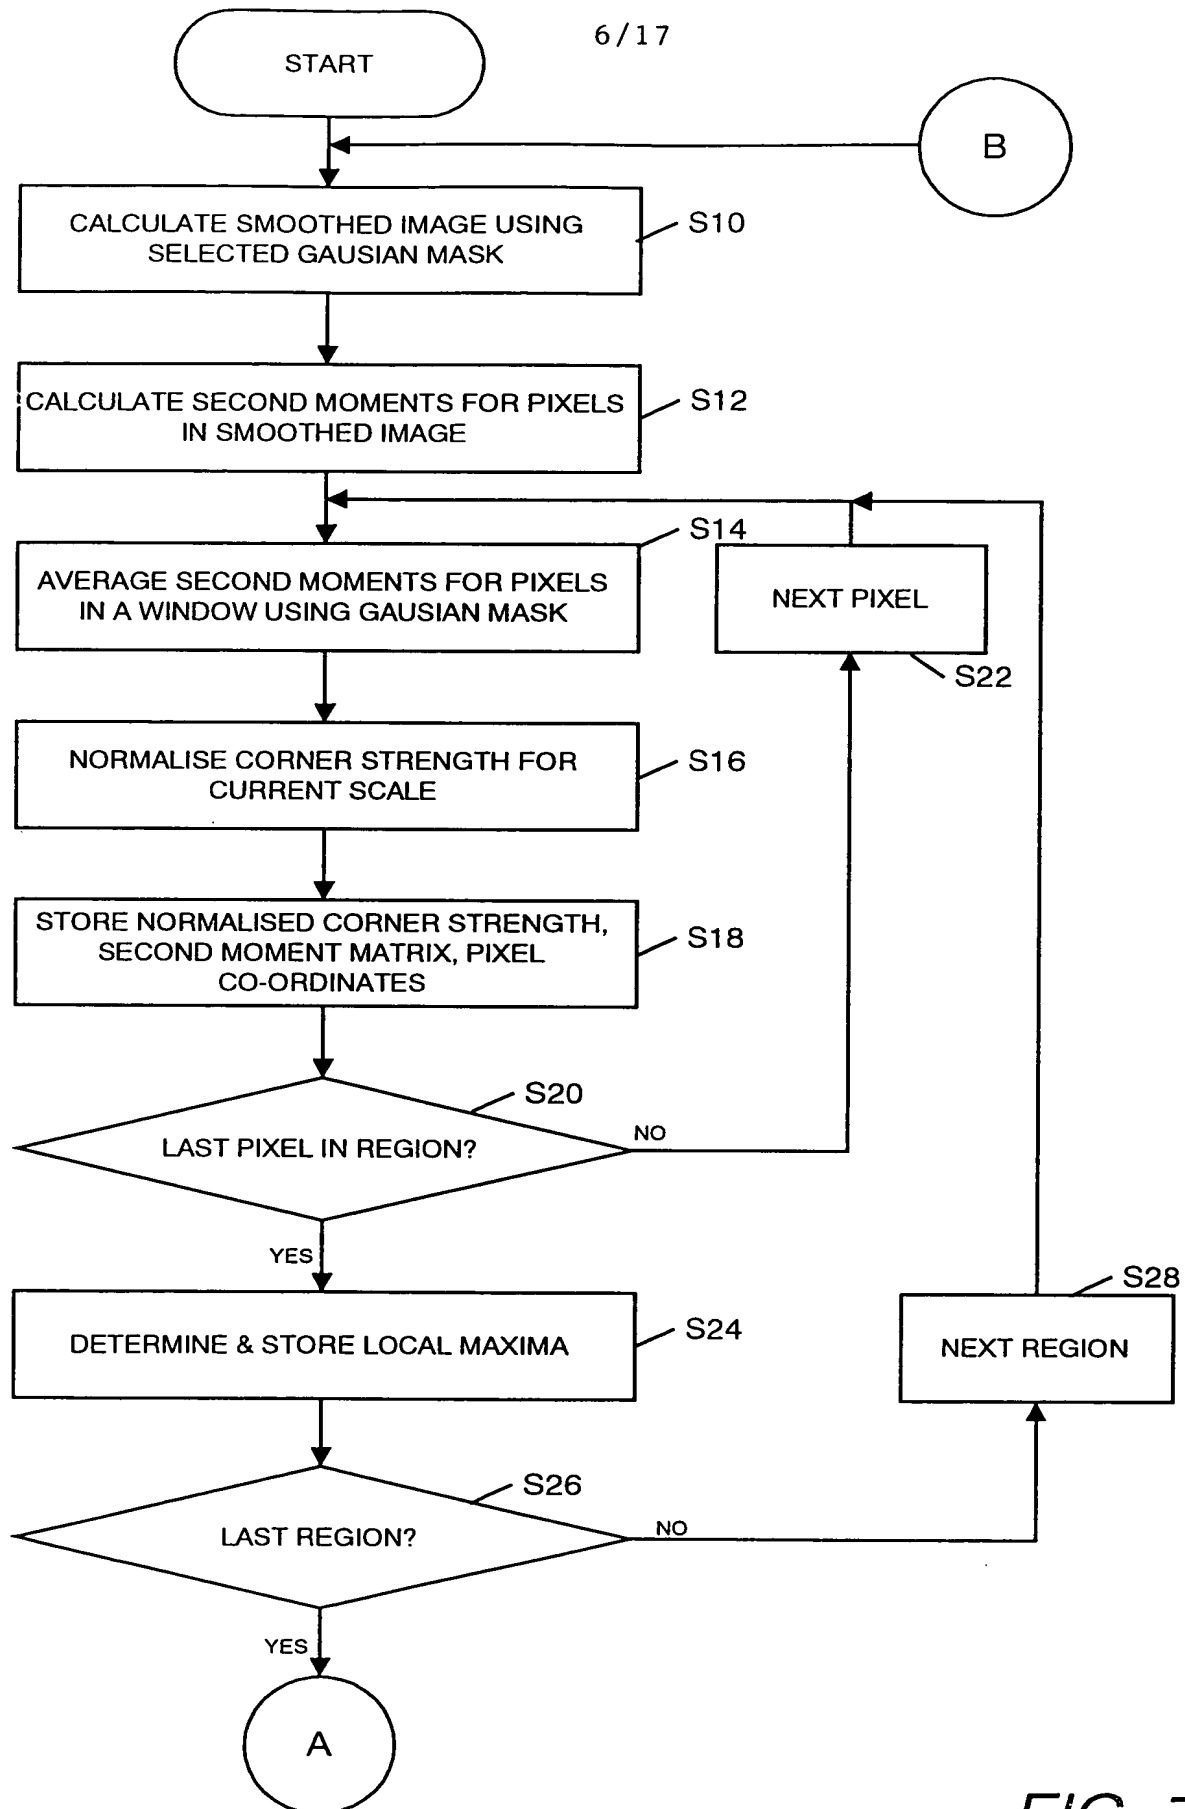 6/17
START
B
CALCULATE SMOOTHED IMAGE USING
SELECTED GAUSIAN MASK
S10
CALCULATE SECOND MOMENTS FOR PIXELS
IN SMOOTHED IMAGE
S12
AVERAGE SECOND MOMENTS FOR PIXELS
IN A WINDOW USING GAUSIAN MASK
S14
NEXT PIXEL
S22
NORMALISE CORNER STRENGTH FOR
CURRENT SCALE
S16
STORE NORMALISED CORNER STRENGTH,
SECOND MOMENT MATRIX, PIXEL
CO-ORDINATES
S18
S20
LAST PIXEL IN REGION?
NO
YES
DETERMINE & STORE LOCAL MAXIMA
S24
S28
NEXT REGION
S26
LAST REGION?
NO
YES
A
FIG.